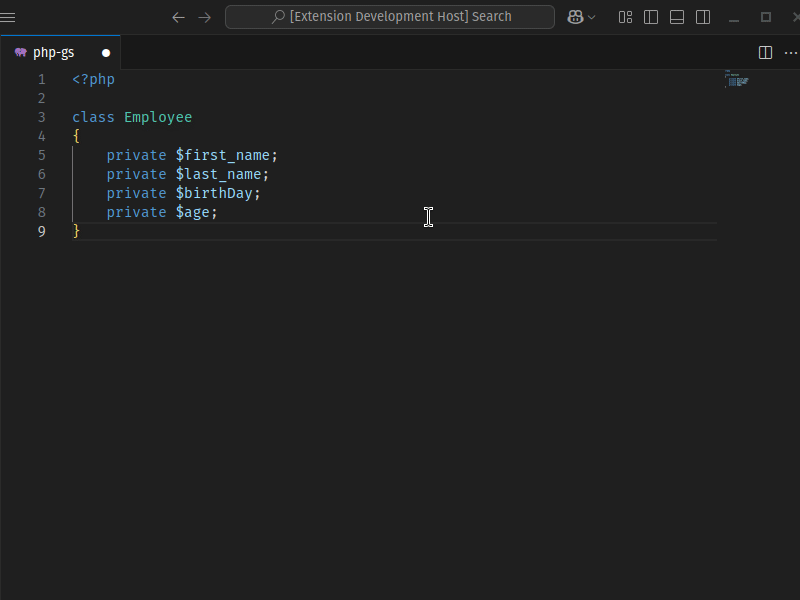 [Extension Development Host] Search
php-gs
1 <?php
2
3 class Employee
4 {
5     private $first_name;
6     private $last_name;
7     private $birthDay;
8     private $age;
9 }